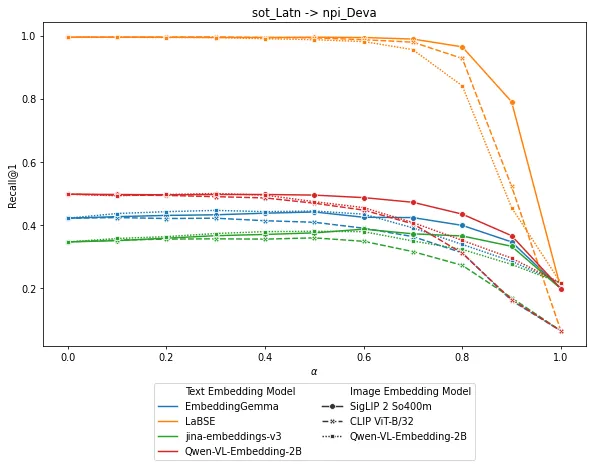 sot_Latn -> npi_Deva
Recall@1
1.0
0.8
0.6
0.4
0.2
0.0 0.2 0.4 0.6 0.8 1.0
α
Text Embedding Model Image Embedding Model
EmbeddingGemma SigLIP 2 So400m
LaBSE CLIP ViT-B/32
jina-embeddings-v3 Qwen-VL-Embedding-2B
Qwen-VL-Embedding-2B